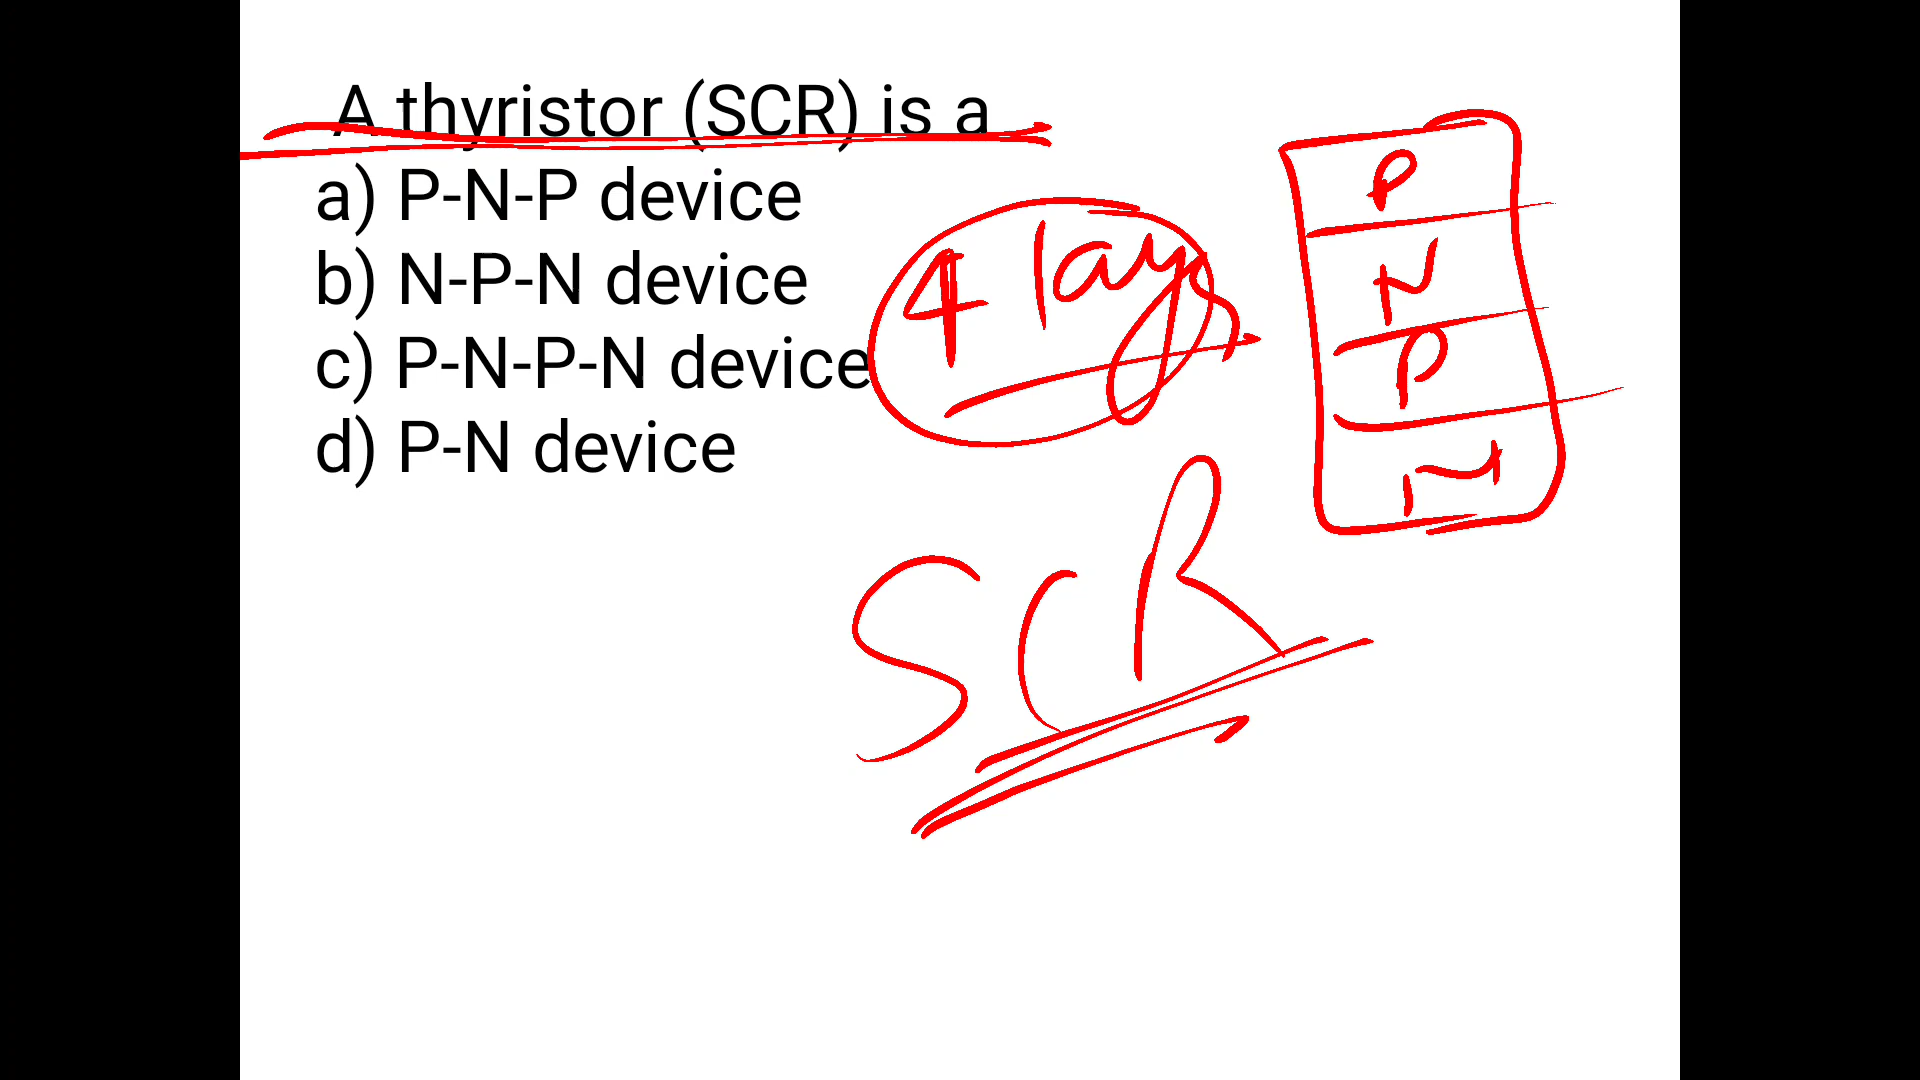 A thyristor (SCR) is a
a) P-N-P device
b) N-P-N device
c) P-N-P-N device
d) P-N device
4 layer
P
N
P
N
SCR